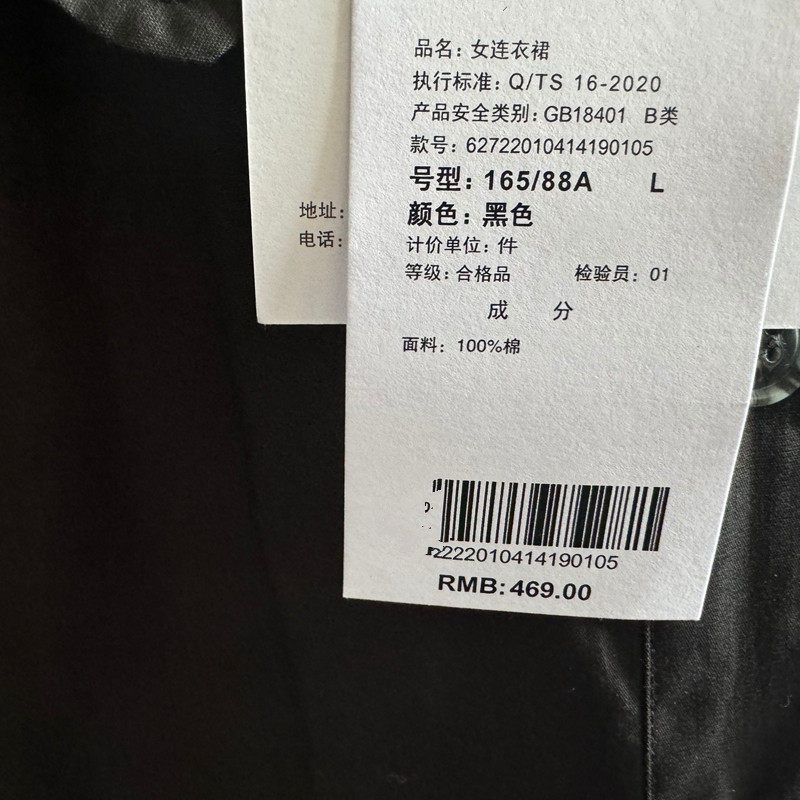 品名: 女连衣裙
执行标准: Q/TS 16-2020
产品安全类别: GB18401 B类
款号: 62722010414190105
号型: 165/88A L
颜色: 黑色
计价单位: 件
等级: 合格品 检验员: 01
成 分
面料: 100%棉
222010414190105
RMB: 469.00
地址:
电话: